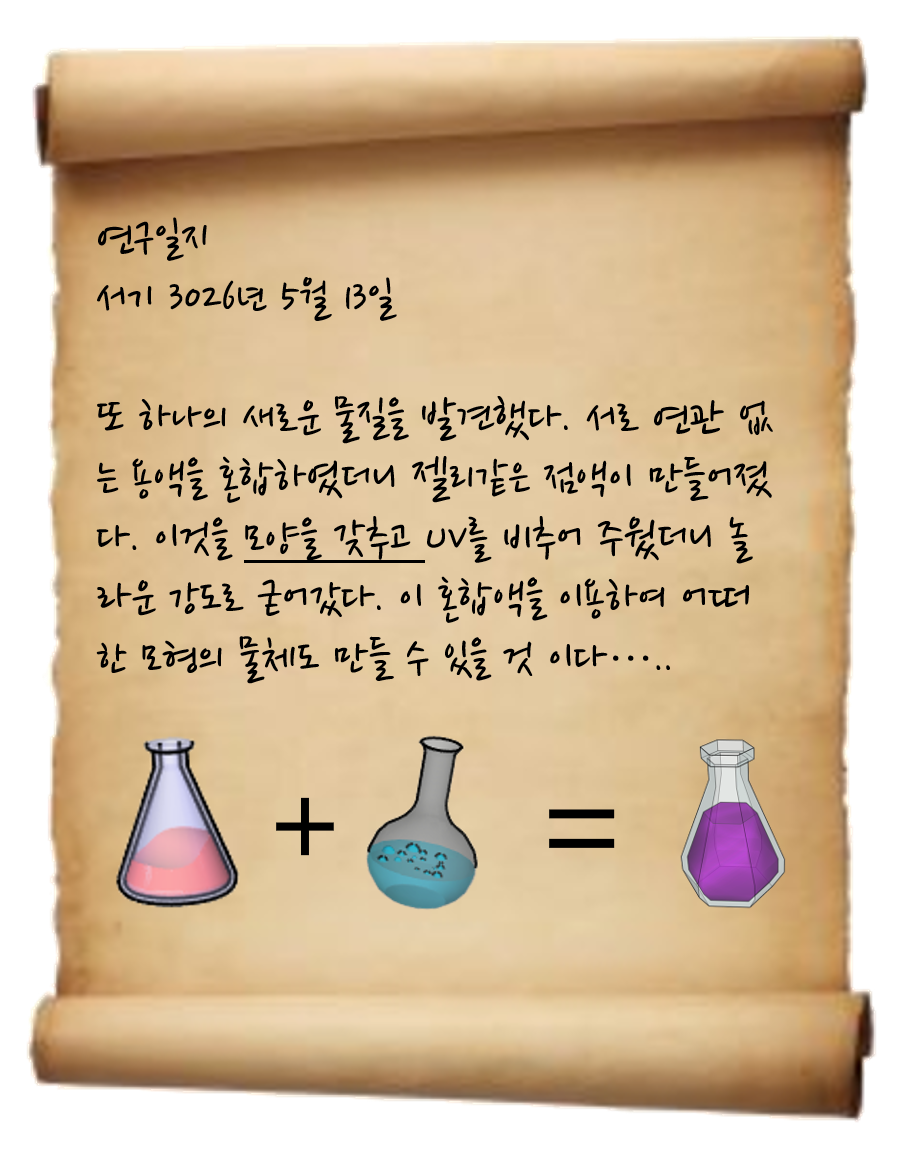 연구일지
서기 3026년 5월 13일
또 하나의 새로운 물질을 발견했다. 서로 연관 없
는 용액을 혼합하였더니 젤리같은 점액이 만들어졌
다. 이것을 모양을 갖추고 UV를 비추어 주웠더니 놀
라운 강도로 굳어갔다. 이 혼합액을 이용하여 어떠
한 모형의 물체도 만들 수 있을 것 이다.....
+ =